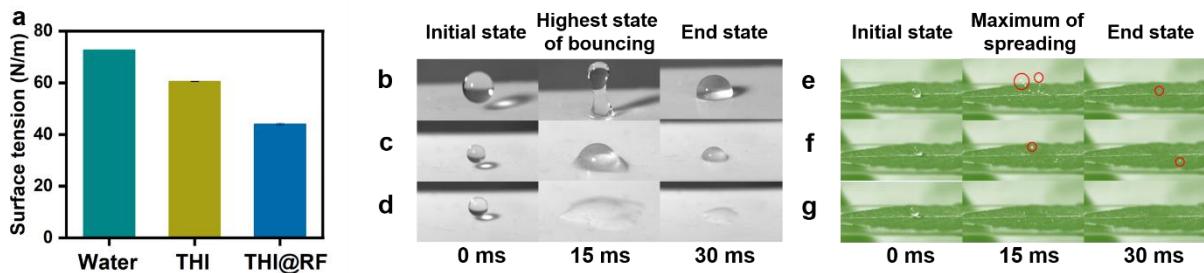 a
Surface tension (N/m)
80
60
40
20
0
Water THI THI@RF
Initial state
Highest state
of bouncing
End state
b
c
d
0 ms 15 ms 30 ms
Initial state
Maximum of
spreading
End state
e
f
g
0 ms 15 ms 30 ms